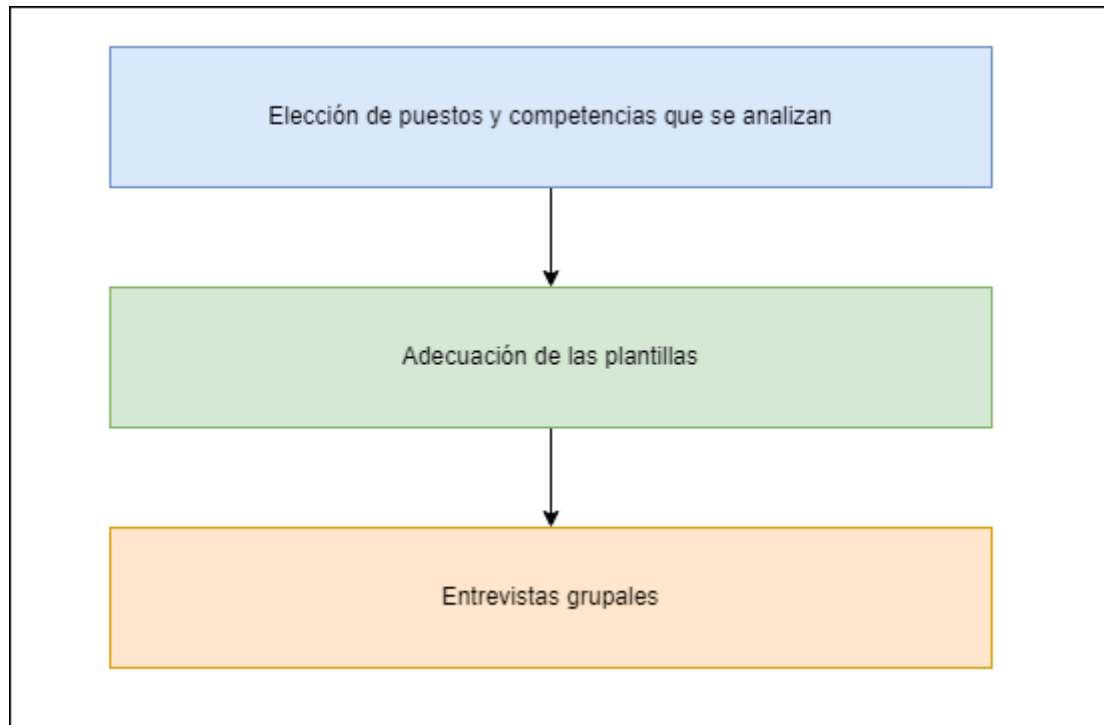 Elección de puestos y competencias que se analizan
Adecuación de las plantillas
Entrevistas grupales